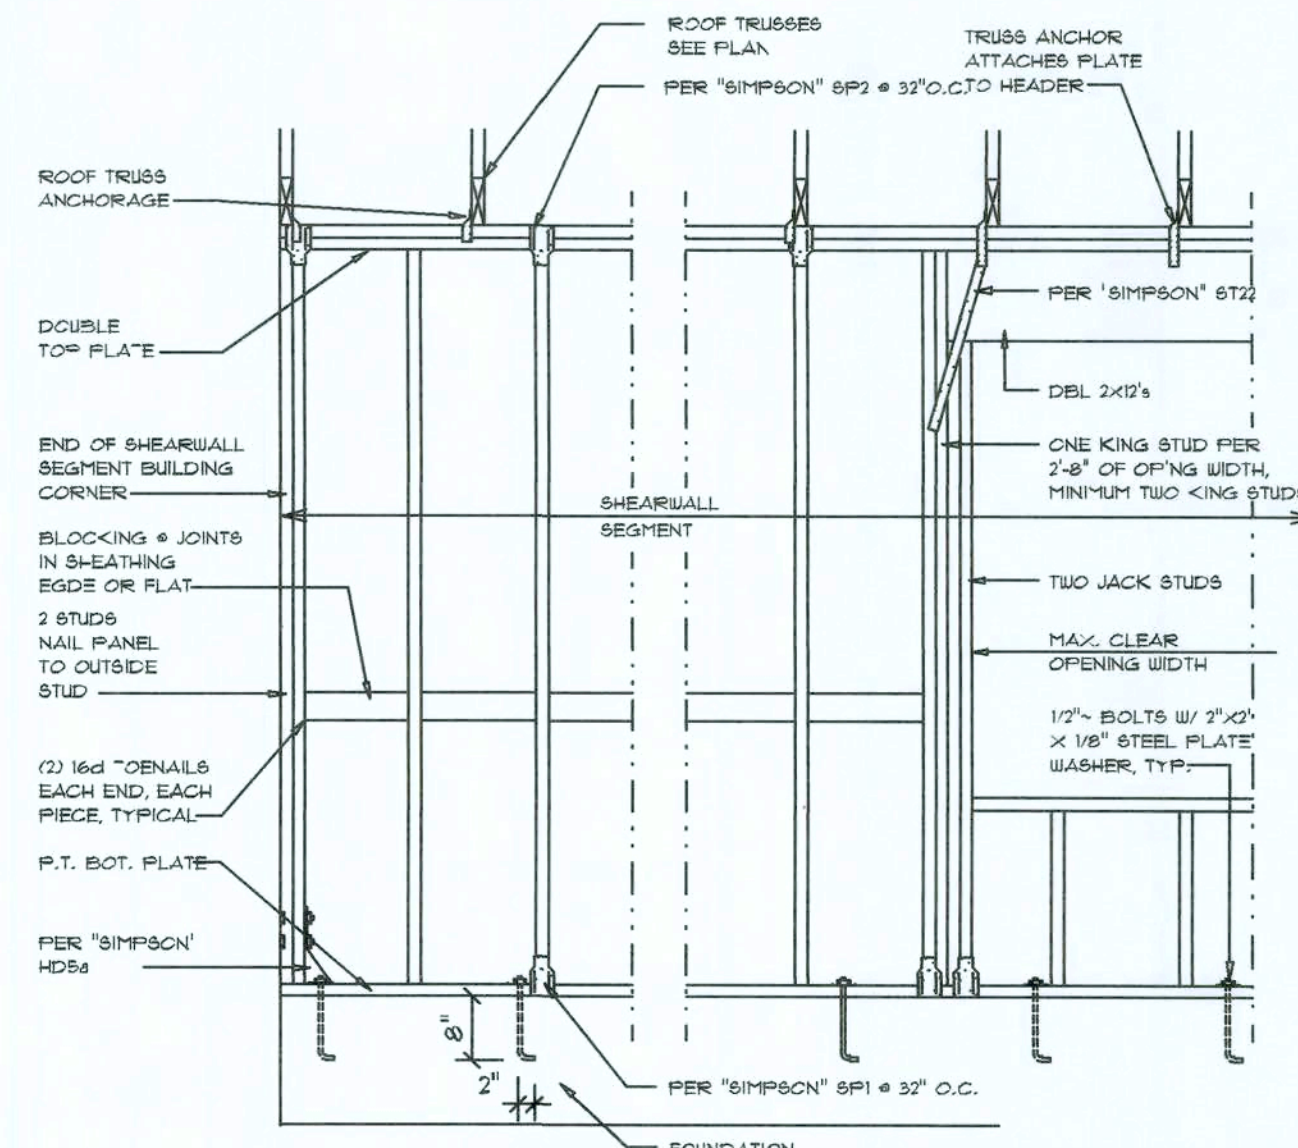 ROOF TRUSSES
SEE PLAN
TRUSS ANCHOR
ATTACHES PLATE
TO HEADER
PER "SIMPSON" SP2 @ 32"O.C.
ROOF TRUSS
ANCHORAGE
PER 'SIMPSON" ST22
DOUBLE
TOP PLATE
DBL 2X12's
END OF SHEARWALL
SEGMENT BUILDING
CORNER
ONE KING STUD PER
2'-8" OF OP'NG WIDTH,
MINIMUM TWO KING STUDS
SHEARWALL
SEGMENT
BLOCKING @ JOINTS
IN SHEATHING
EGDE OR FLAT
TWO JACK STUDS
2 STUDS
NAIL PANEL
TO OUTSIDE
STUD
MAX. CLEAR
OPENING WIDTH
1/2"~ BOLTS W/ 2"X2"
X 1/8" STEEL PLATE
WASHER, TYP.
(2) 16d TOENAILS
EACH END, EACH
PIECE, TYPICAL
P.T. BOT. PLATE
PER "SIMPSON'
HD5a
8"
2"
PER "SIMPSON" SP1 @ 32" O.C.
FOUNDATION